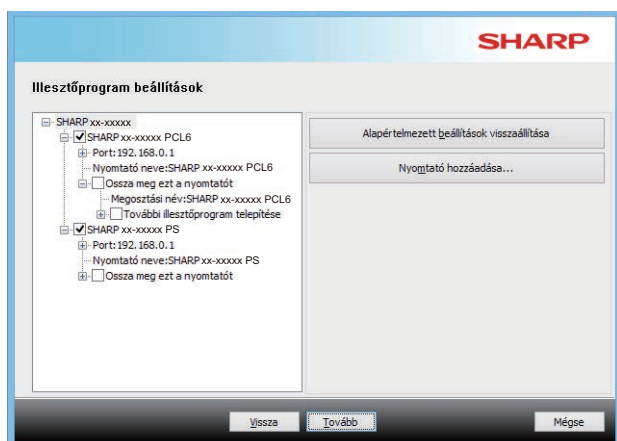 SHARP
Illesztőprogram beállítások
SHARP xx-xxxxx
SHARP xx-xxxxx PCL6
Port:192.168.0.1
Nyomtató neve:SHARP xx-xxxxx PCL6
Ossza meg ezt a nyomtatót
Megosztási név:SHARP xx-xxxxx PCL6
További illesztőprogram telepítése
SHARP xx-xxxxx PS
Port:192.168.0.1
Nyomtató neve:SHARP xx-xxxxx PS
Ossza meg ezt a nyomtatót
Alapértelmezett beállítások visszaállítása
Nyomtató hozzáadása...
Vissza
Tovább
Mégse